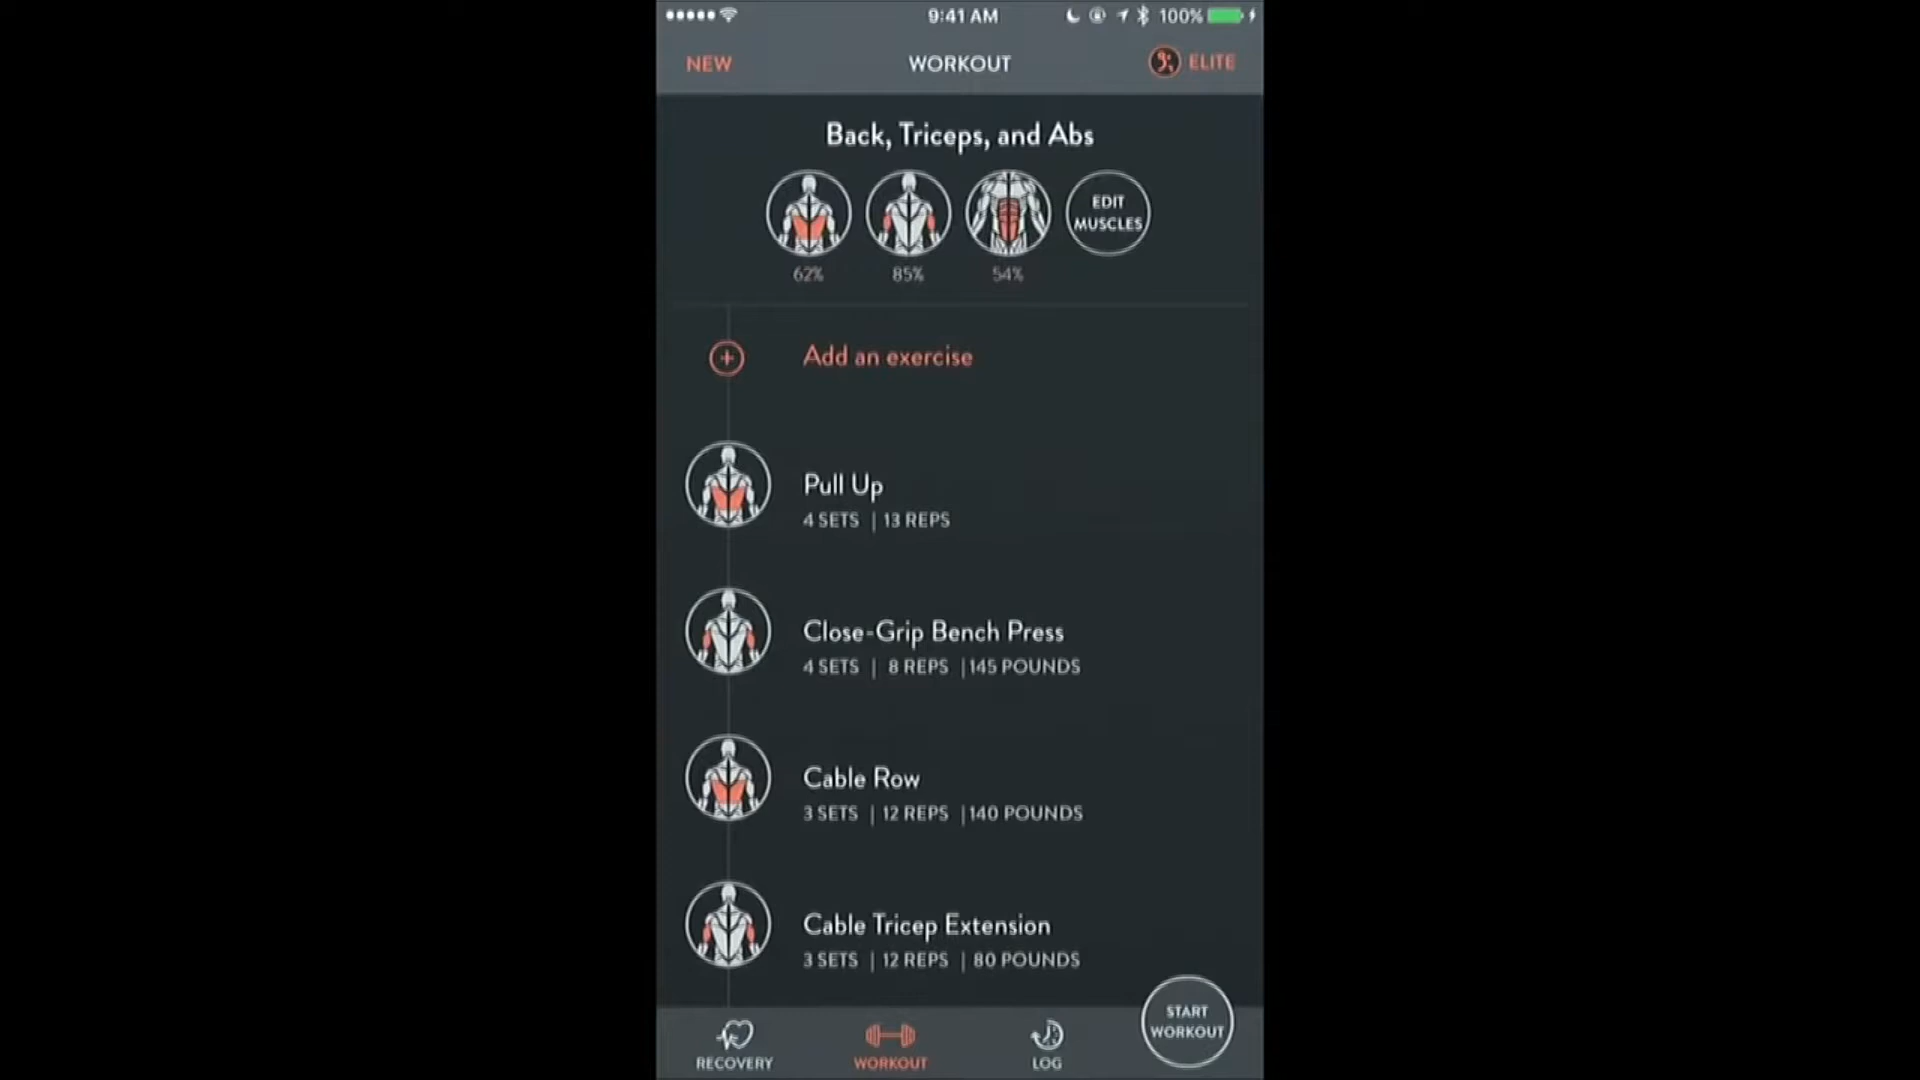 9:41 AM
100%
NEW
WORKOUT
ELITE
Back, Triceps, and Abs
EDIT
MUSCLES
62%
85%
54%
Add an exercise
Pull Up
4 SETS | 13 REPS
Close-Grip Bench Press
4 SETS | 8 REPS | 145 POUNDS
Cable Row
3 SETS | 12 REPS | 140 POUNDS
Cable Tricep Extension
3 SETS | 12 REPS | 80 POUNDS
START
WORKOUT
RECOVERY
WORKOUT
LOG